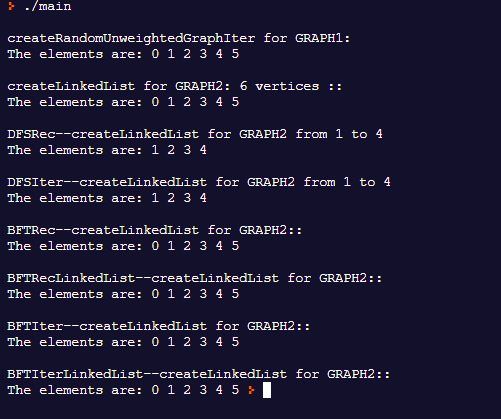 > ./main
createRandomUnweightedGraphIter for GRAPH1:
The elements are: 0 1 2 3 4 5
createLinkedList for GRAPH2: 6 vertices ::
The elements are: 0 1 2 3 4 5
DFSRec--createLinkedList for GRAPH2 from 1 to 4
The elements are: 1 2 3 4
DFSIter--createLinkedList for GRAPH2 from 1 to 4
The elements are: 1 2 3 4
BFTRec--createLinkedList for GRAPH2::
The elements are: 0 1 2 3 4 5
BFTRecLinkedList--createLinkedList for GRAPH2::
The elements are: 0 1 2 3 4 5
BFTIter--createLinkedList for GRAPH2::
The elements are: 0 1 2 3 4 5
BFTIterLinkedList--createLinkedList for GRAPH2::
The elements are: 0 1 2 3 4 5 >